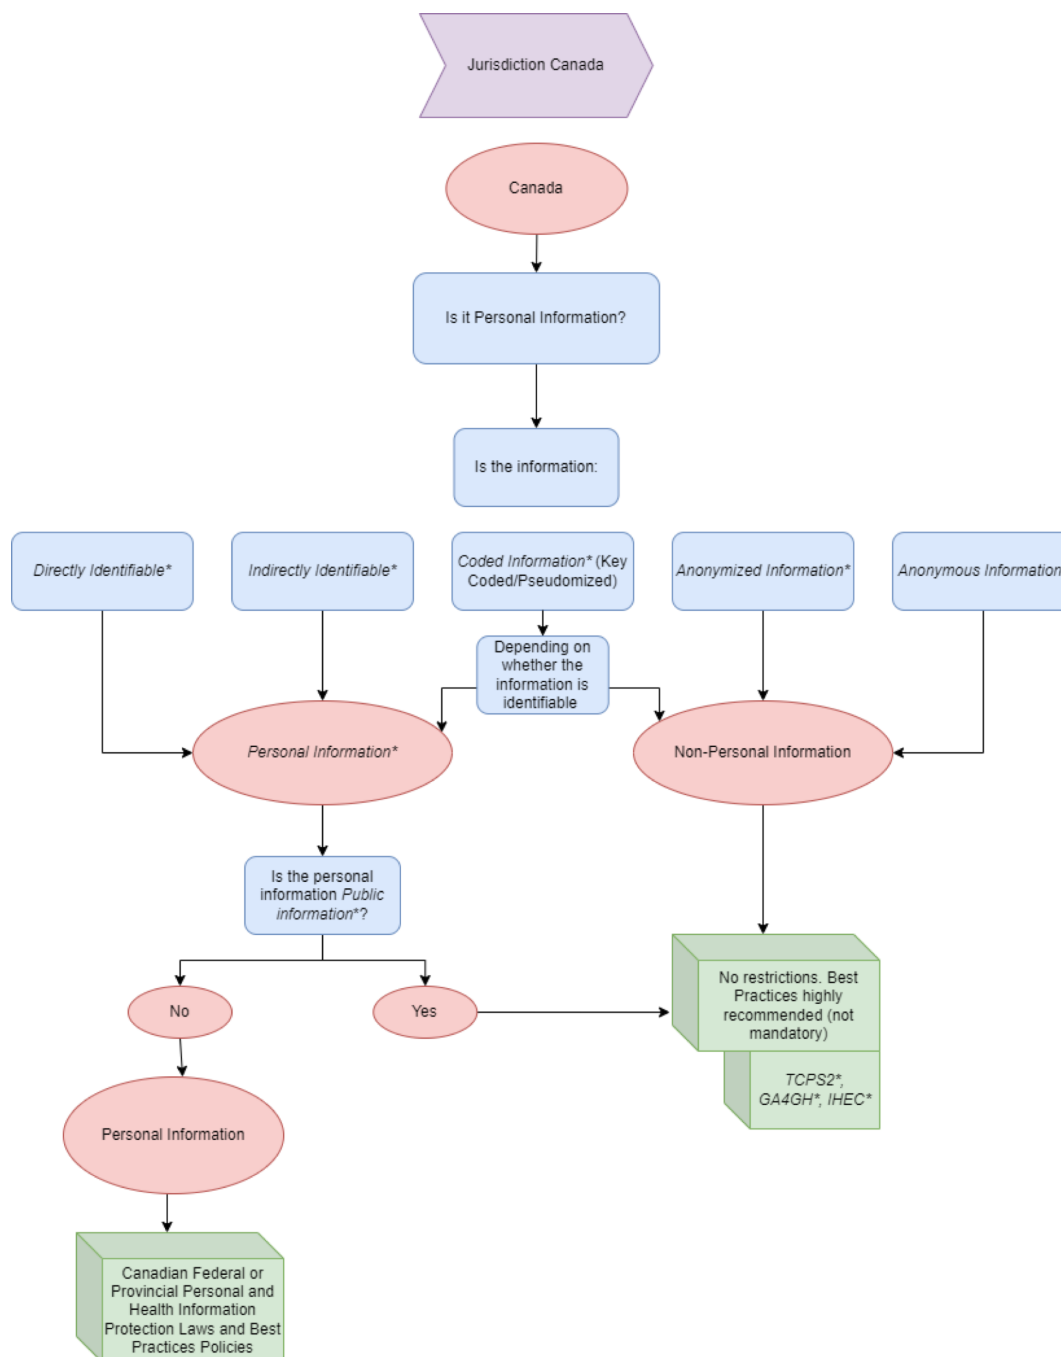 Jurisdiction Canada
Canada
Is it Personal Information?
Is the information:
Directly Identifiable*
Indirectly Identifiable*
Coded Information* (Key
Coded/Pseudomized)
Anonymized Information*
Anonymous Information
Depending on
whether the
information is
identifiable
Personal Information*
Non-Personal Information
Is the personal
information Public
information*?
No
Yes
No restrictions. Best
Practices highly
recommended (not
mandatory)
TCPS2*,
GA4GH*, IHEC*
Personal Information
Canadian Federal or
Provincial Personal and
Health Information
Protection Laws and Best
Practices Policies